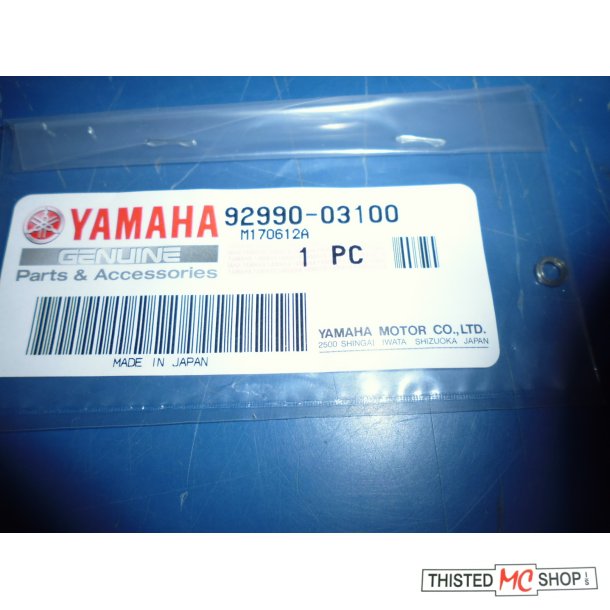 YAMAHA 92990-03100
M170612A
GENUINE
Parts & Accessories
1 PC
YAMAHA MOTOR CO.,LTD.
2500 SHINGAI IWATA SHIZUOKA JAPAN
MADE IN JAPAN
THISTED MC SHOP I/S